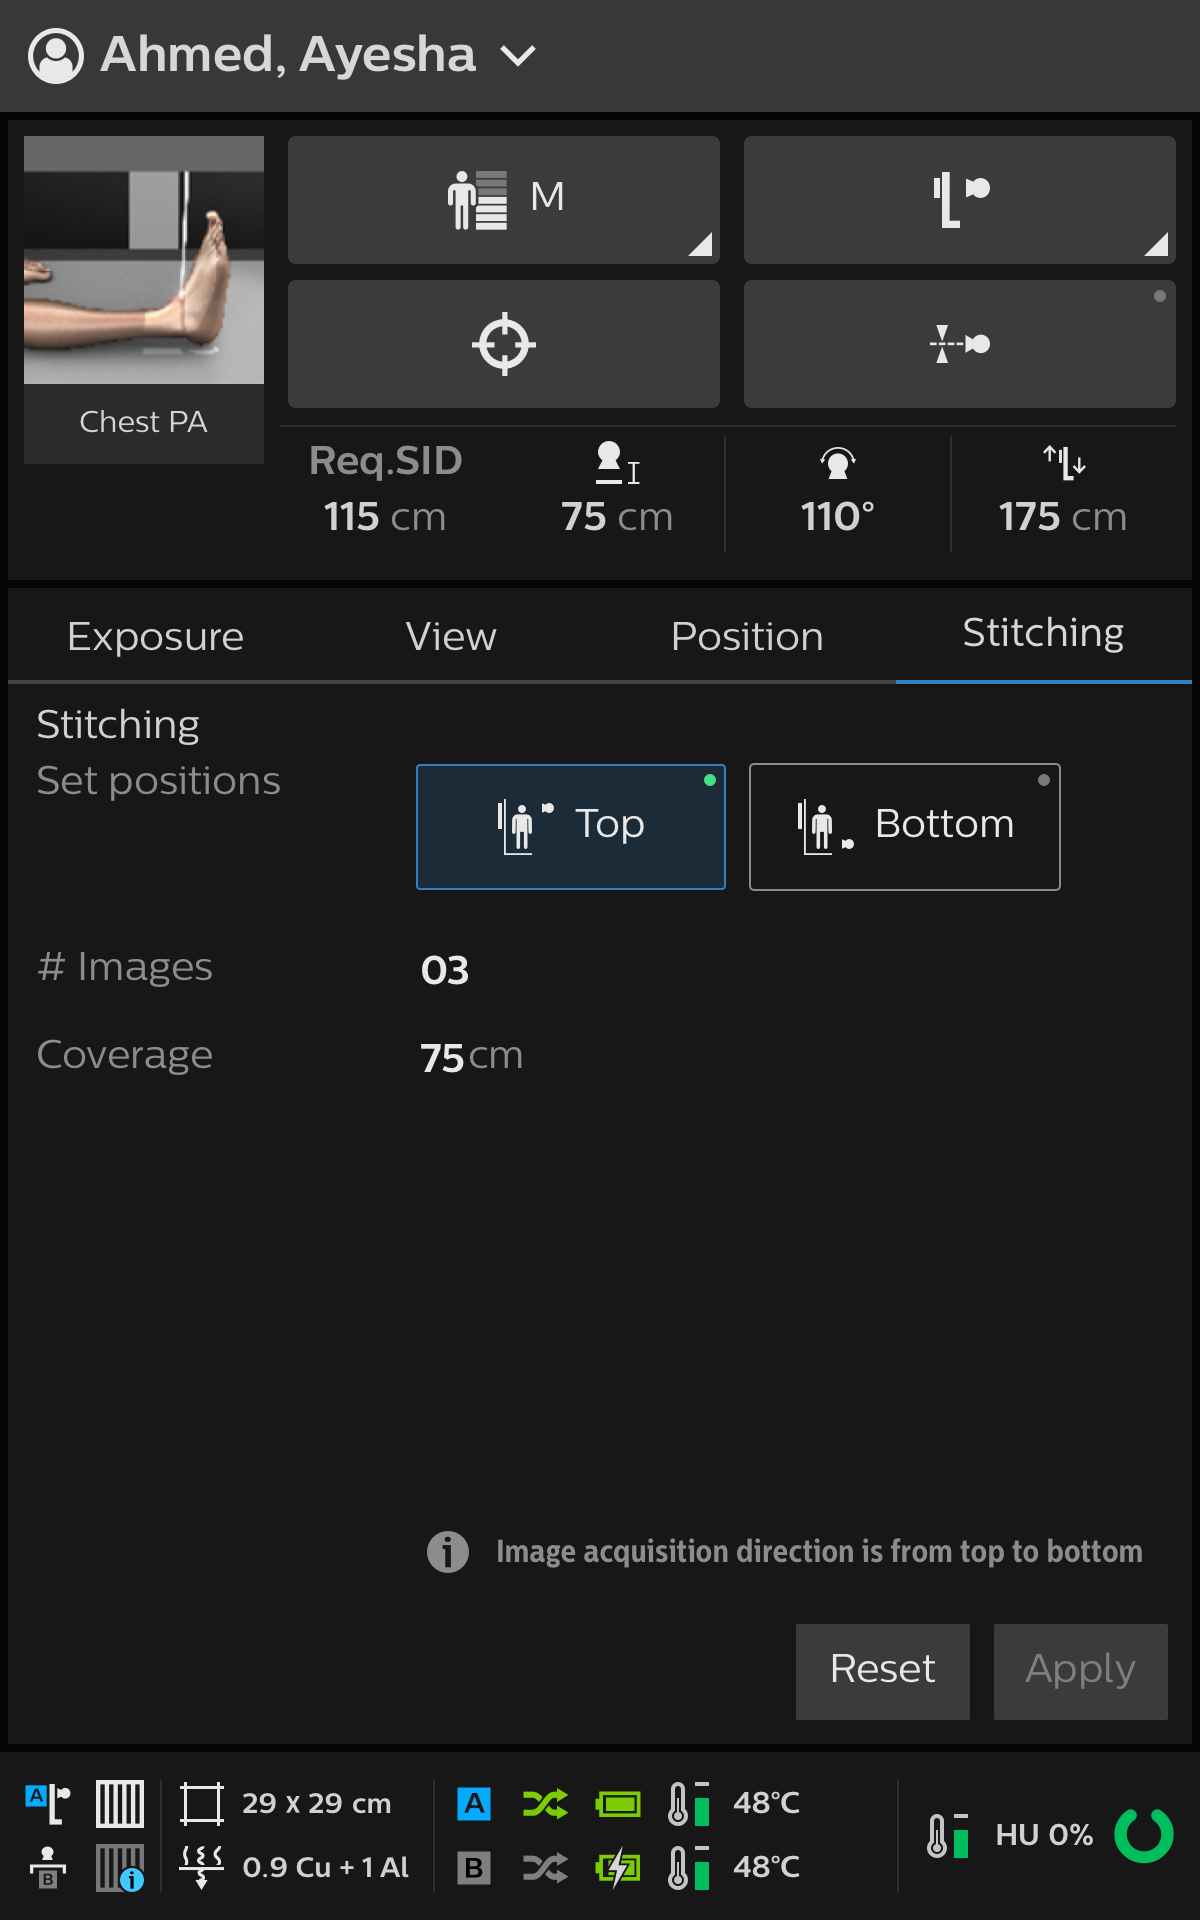 Ahmed, Ayesha
M
Chest PA
Req.SID
115 cm
75 cm
110°
175 cm
Exposure View Position Stitching
Stitching
Set positions
Top
Bottom
# Images 03
Coverage 75 cm
Image acquisition direction is from top to bottom
Reset Apply
A
29 x 29 cm
A
48°C
B
0.9 Cu + 1 Al
B
48°C
HU 0%